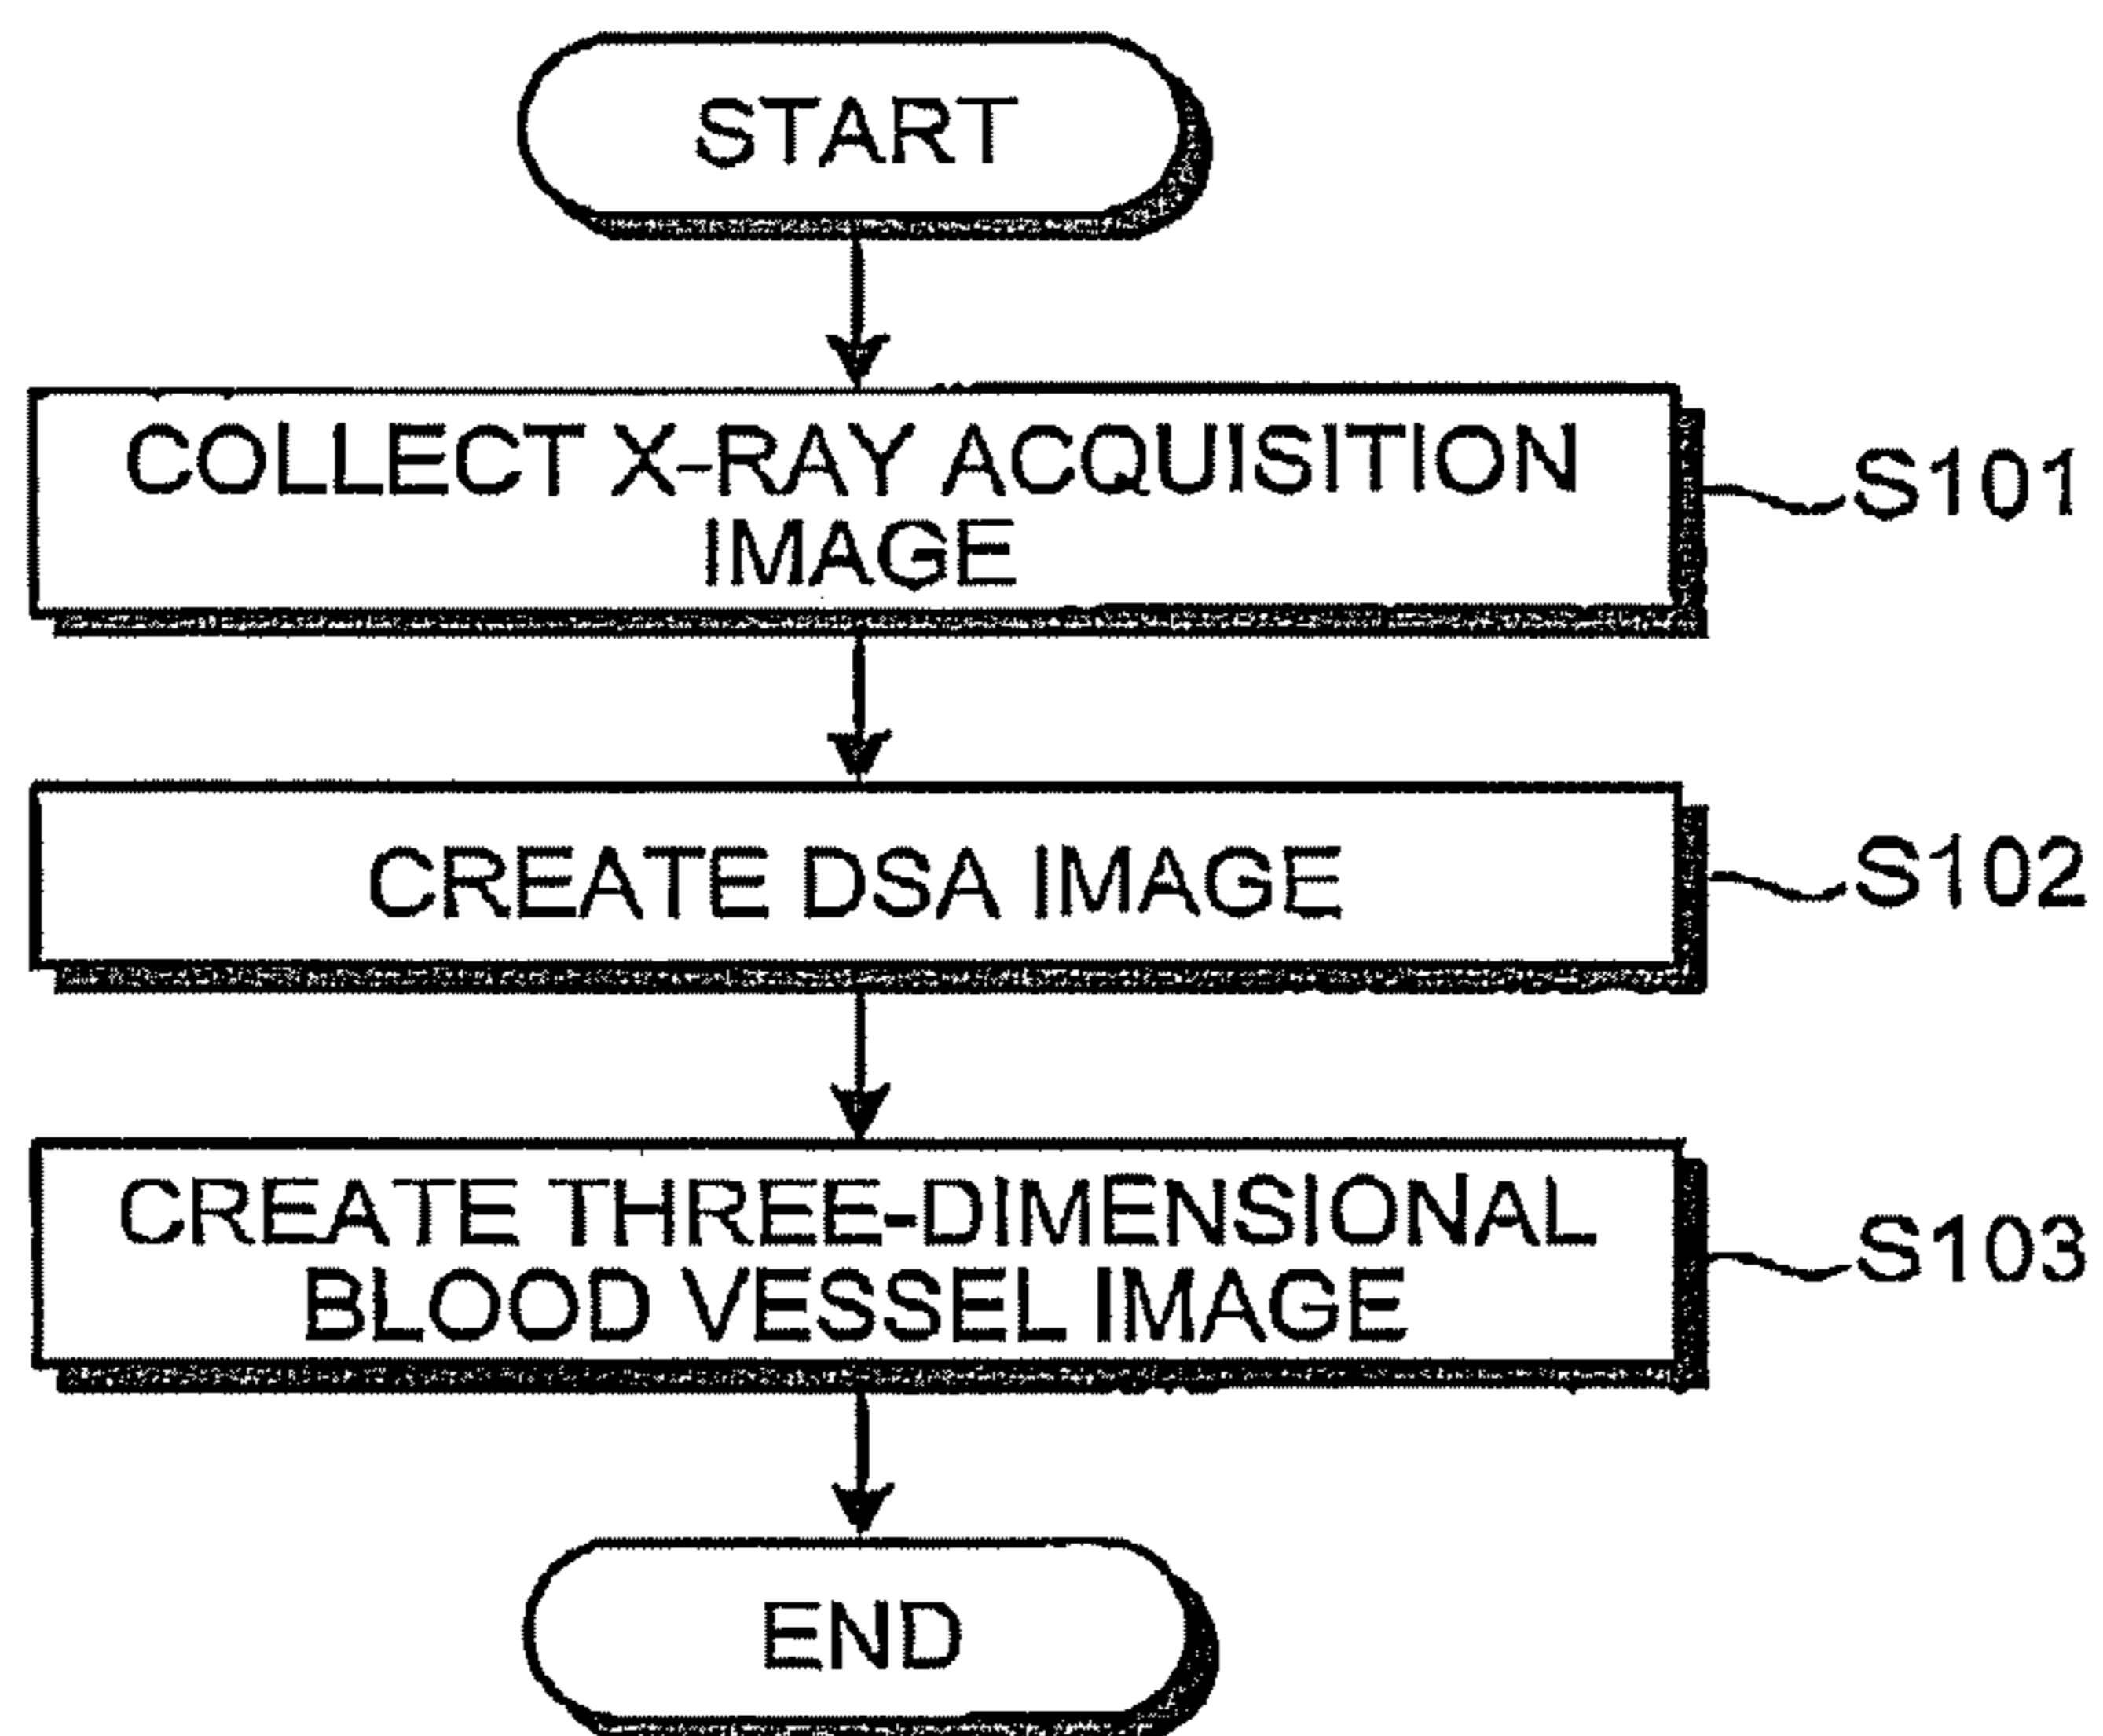 START
COLLECT X-RAY ACQUISITION
IMAGE
S101
CREATE DSA IMAGE
S102
CREATE THREE-DIMENSIONAL
BLOOD VESSEL IMAGE
S103
END